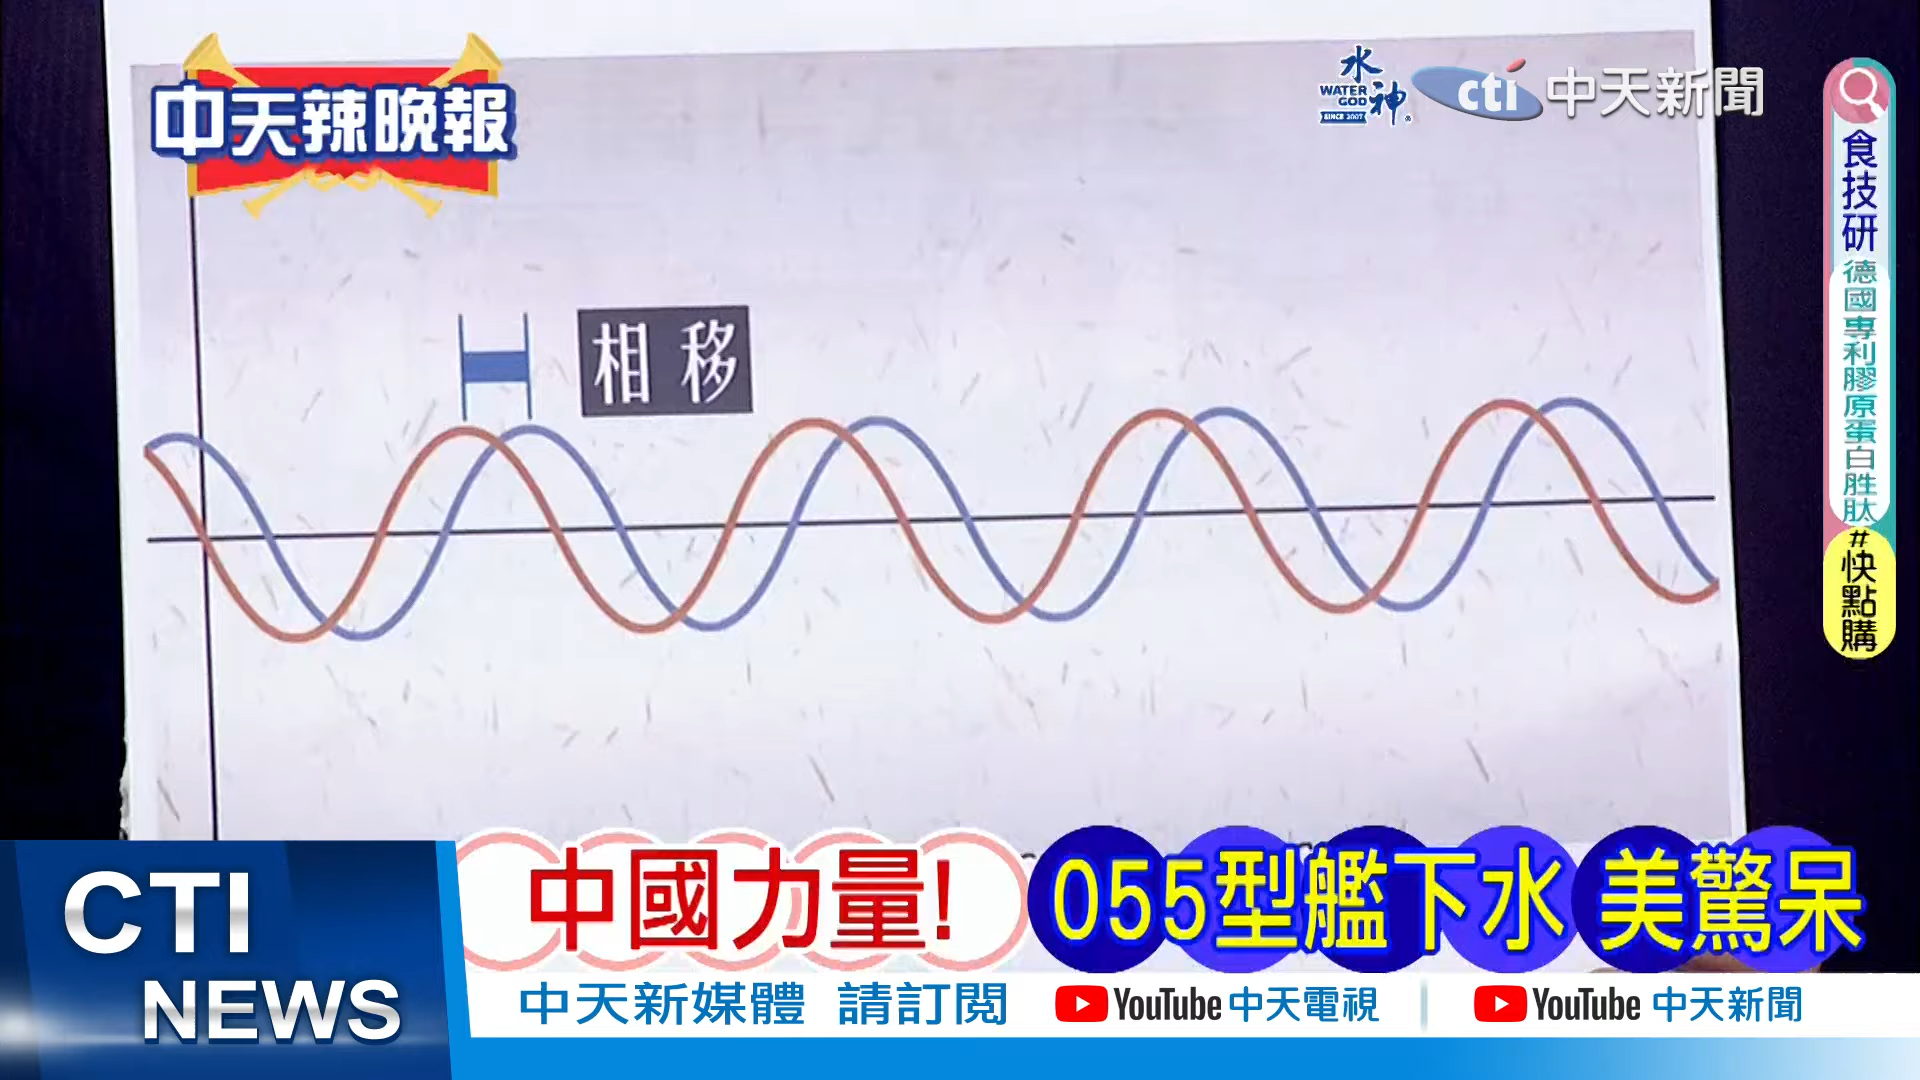 中天辣晚報
水神
WATER GOD
SINCE 2007
cti 中天新聞
食技研
德國專利膠原蛋白胜肽
#快點購
相移
CTI NEWS
中國力量! 055型艦下水 美驚呆
中天新媒體 請訂閱 YouTube 中天電視 | YouTube 中天新聞